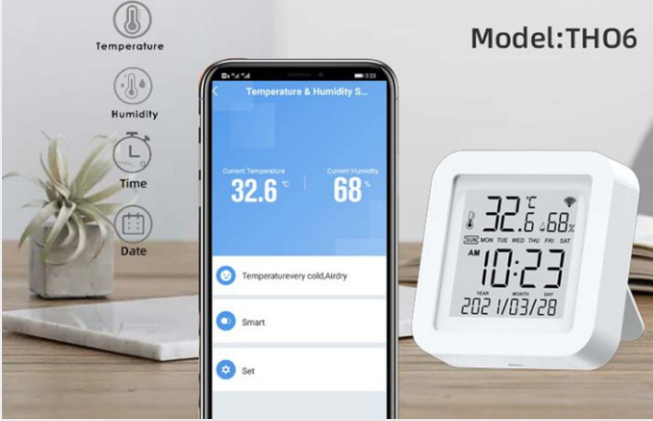 Temperature
Humidity
Time
Date
Model:TH06
Temperature & Humidity S...
Current Temperature
32.6 ℃
Current Humidity
68 %
Temperaturevery cold,Airdry
Smart
Set
32.6 ℃ 68%
SUN MON TUE WED THU FRI SAT
AM
10:23
YEAR MONTH DAY
2021/03/28